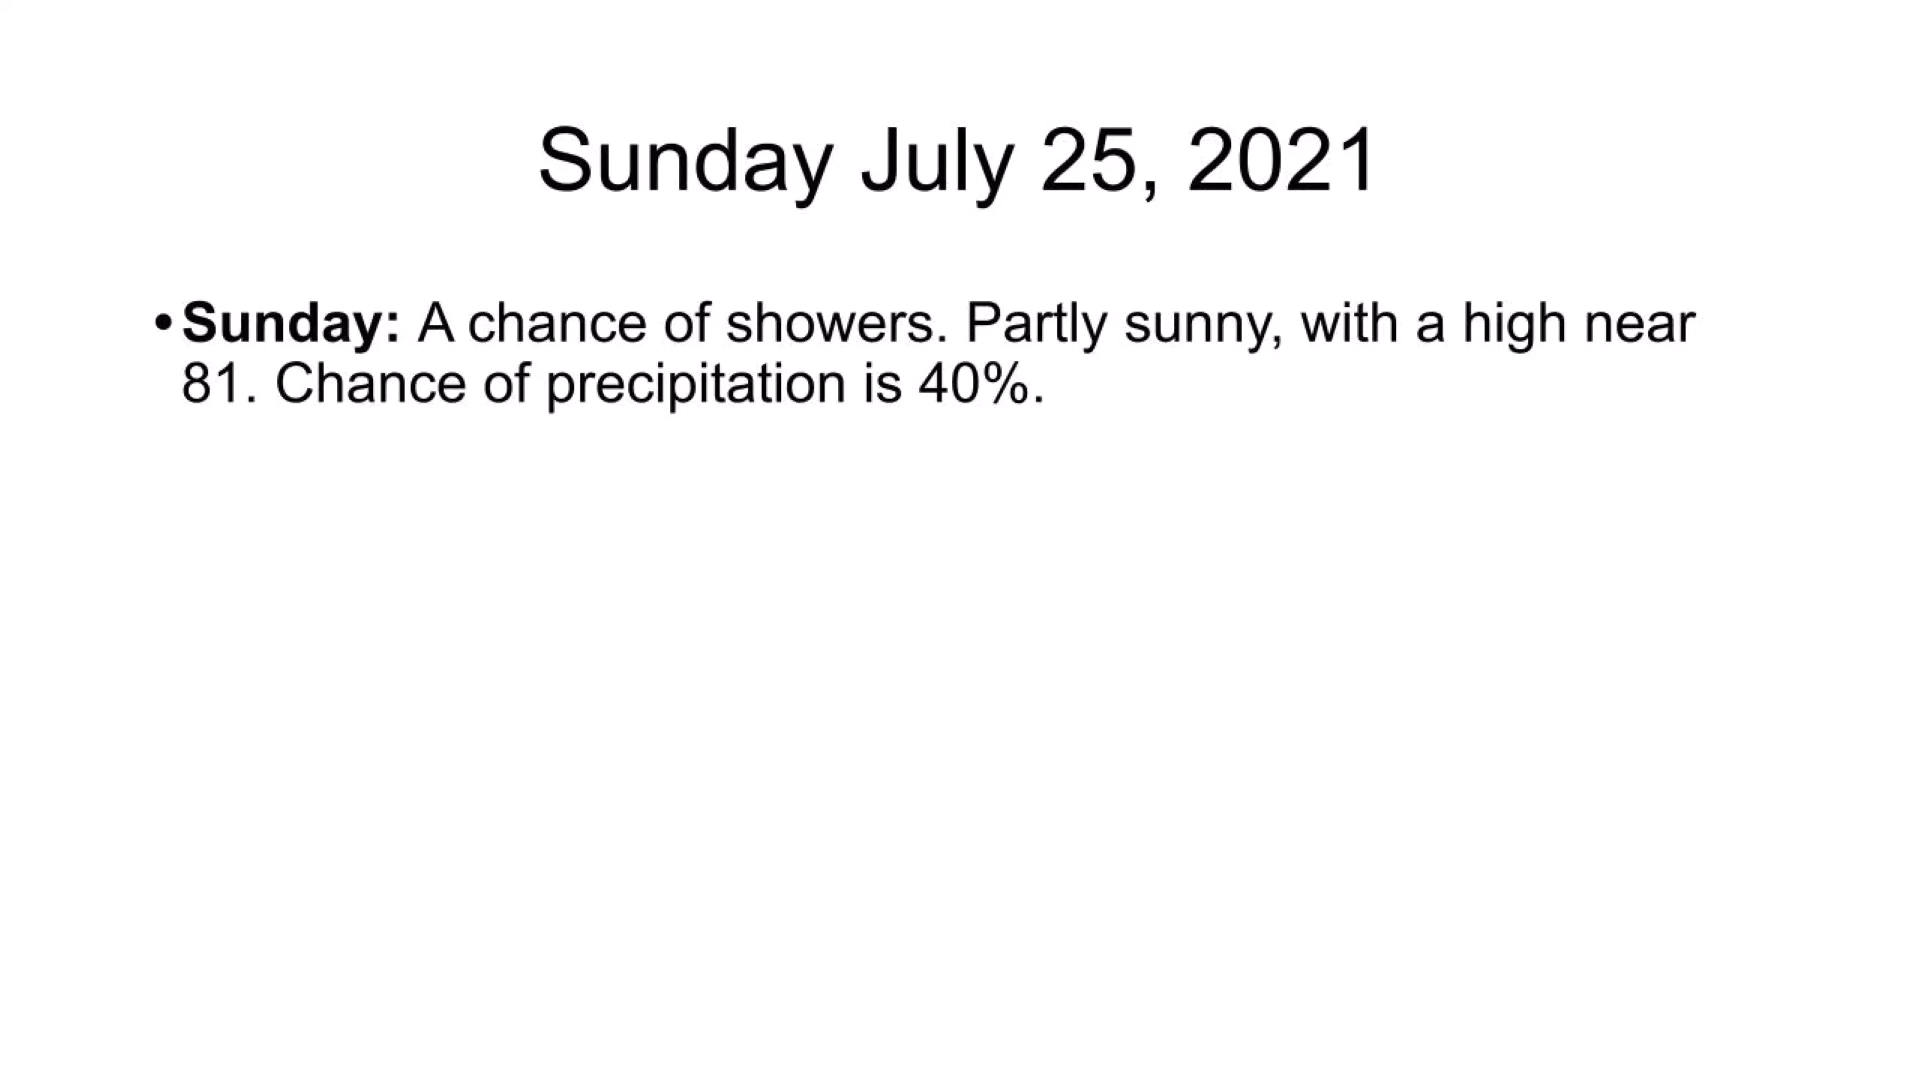 Sunday July 25, 2021
•Sunday: A chance of showers. Partly sunny, with a high near
81. Chance of precipitation is 40%.